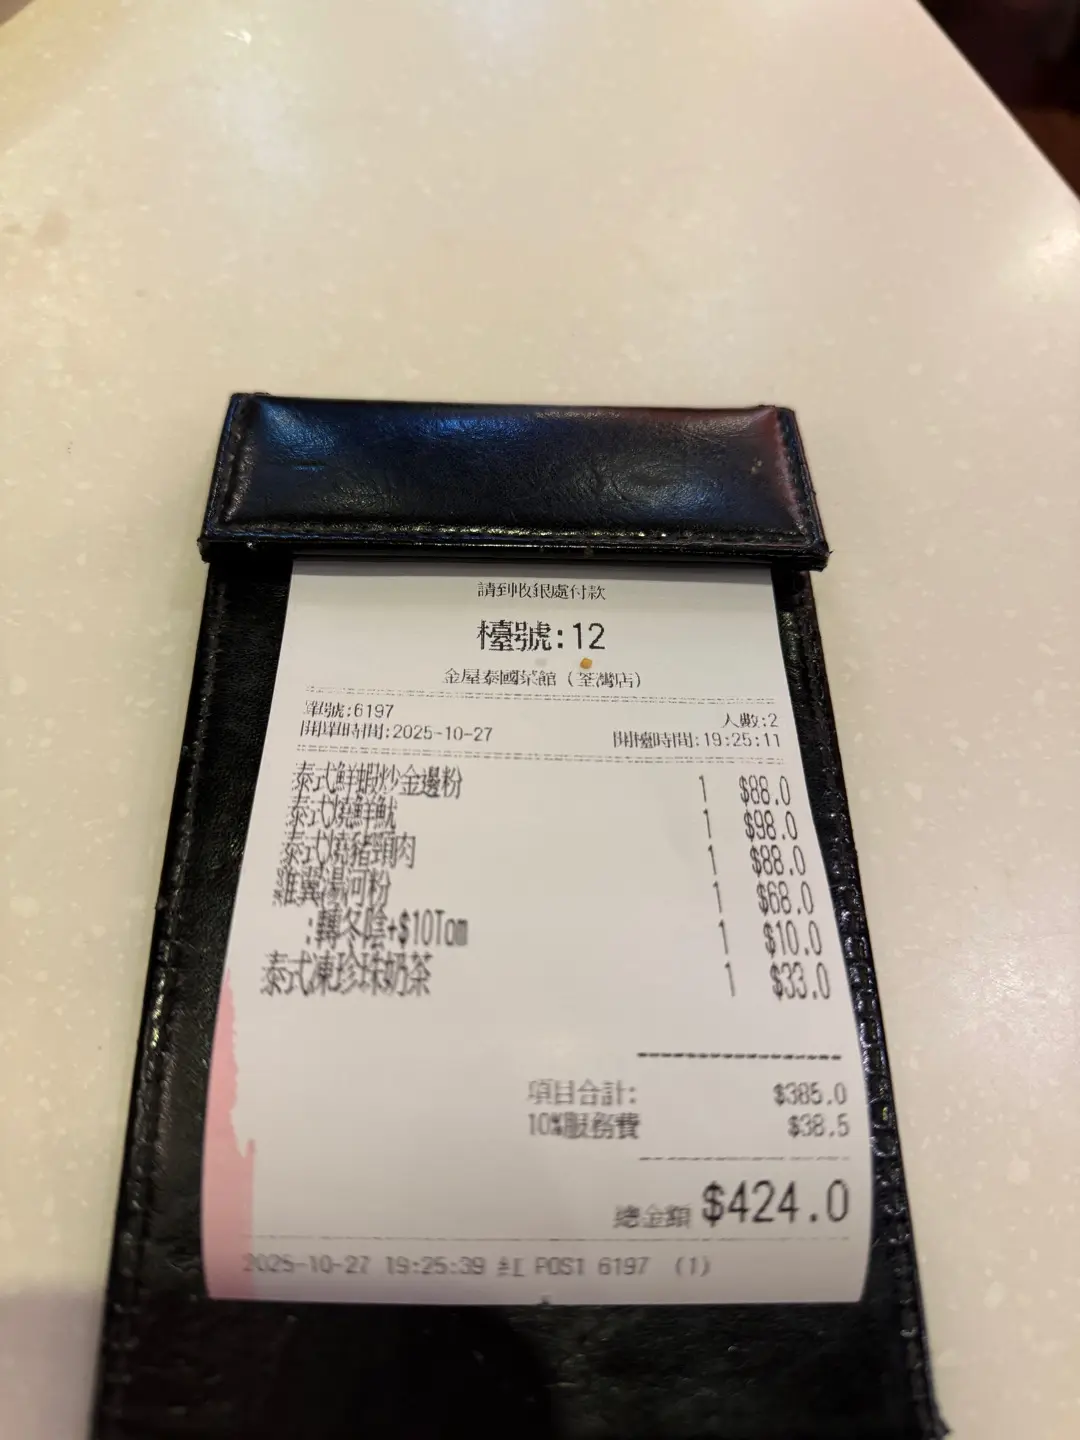 請到收銀處付款
檯號:12
金屋泰國菜館（荃灣店）
單號:6197 人數:2
開單時間:2025-10-27 開檯時間:19:25:11
泰式鮮蝦炒金邊粉 1 $88.0
泰式燒鮮魷 1 $98.0
泰式燒豬頸肉 1 $88.0
雞翼湯河粉 1 $68.0
:轉冬陰+$10Tom 1 $10.0
泰式凍珍珠奶茶 1 $33.0
項目合計: $385.0
10%服務費 $38.5
總金額 $424.0
2025-10-27 19:25:39 紅 POS1 6197 (1)